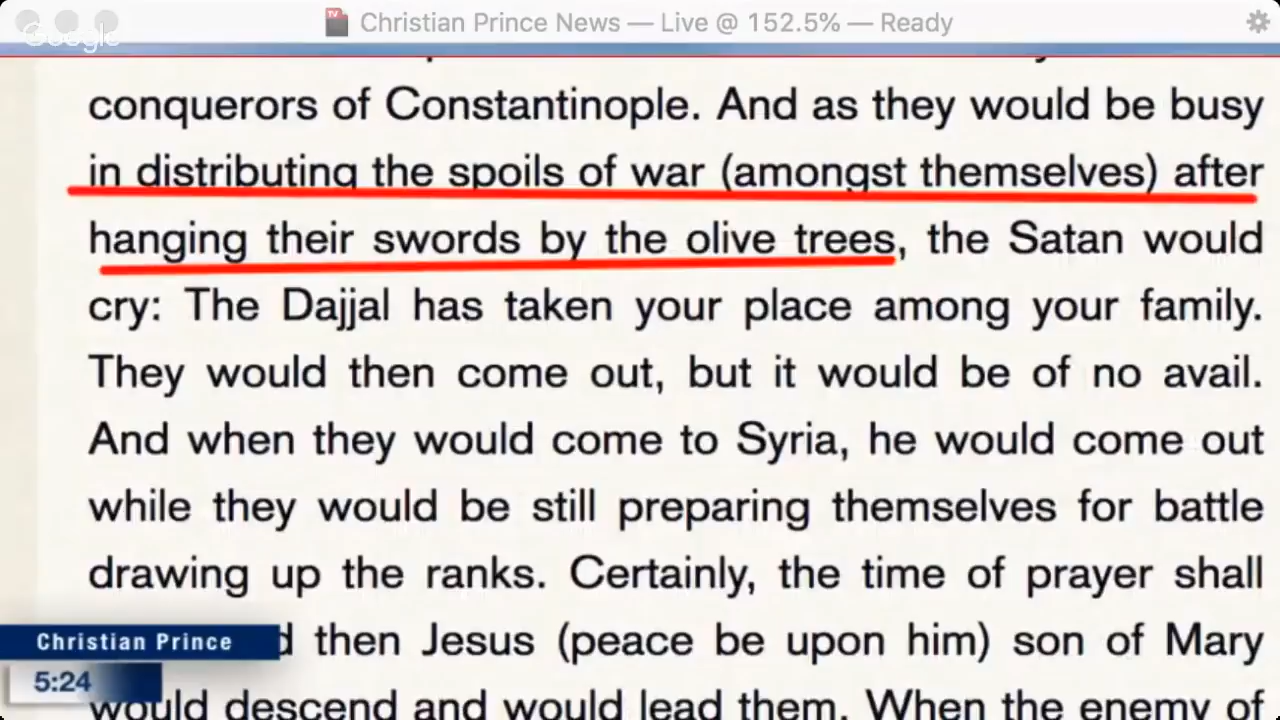 Christian Prince News — Live @ 152.5% — Ready
Google
conquerors of Constantinople. And as they would be busy
in distributing the spoils of war (amongst themselves) after
hanging their swords by the olive trees, the Satan would
cry: The Dajjal has taken your place among your family.
They would then come out, but it would be of no avail.
And when they would come to Syria, he would come out
while they would be still preparing themselves for battle
drawing up the ranks. Certainly, the time of prayer shall
then Jesus (peace be upon him) son of Mary
Christian Prince
5:24
would descend and would lead them. When the enemy of